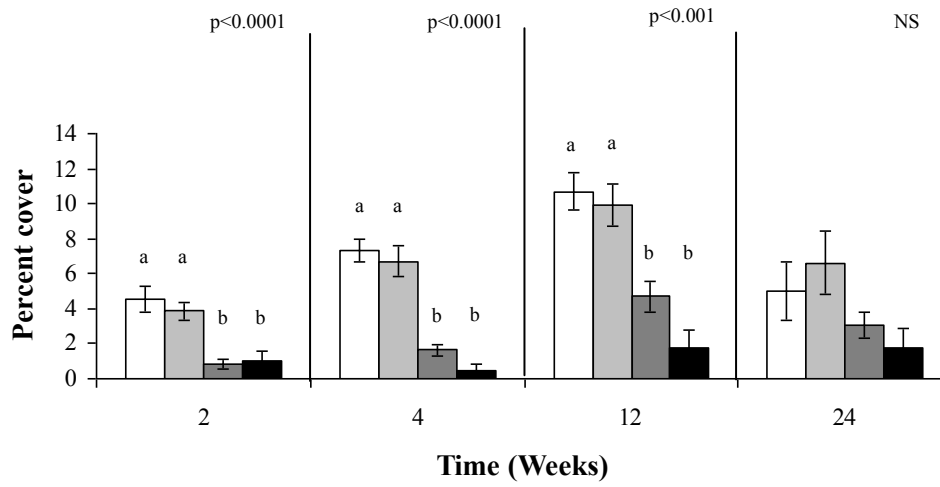 p<0.0001 p<0.0001 p<0.001 NS
Percent cover
14
12
10
8
6
4
2
0
a a a a a a
b b b b b b
2 4 12 24
Time (Weeks)